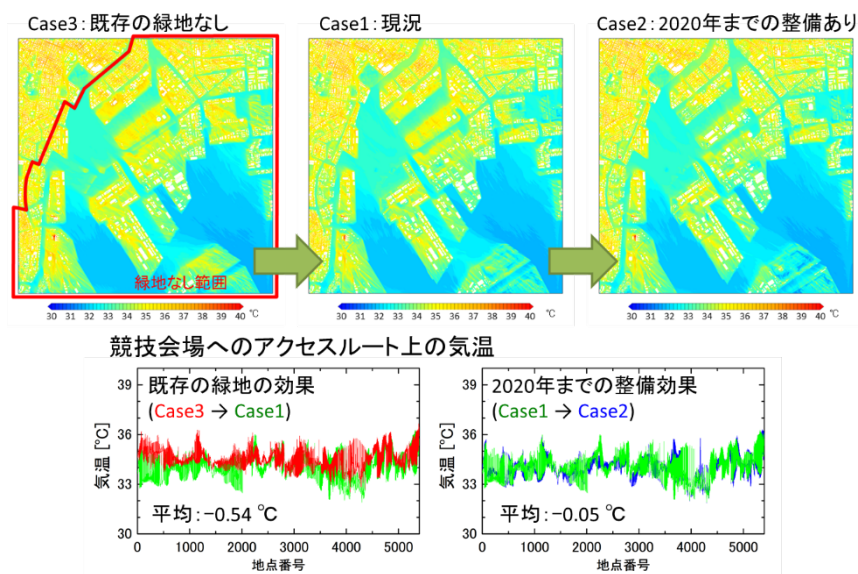 Case3：既存の緑地なし
Case1：現況
Case2：2020年までの整備あり
緑地なし範囲
30 31 32 33 34 35 36 37 38 39 40 ℃
30 31 32 33 34 35 36 37 38 39 40 ℃
30 31 32 33 34 35 36 37 38 39 40 ℃
競技会場へのアクセスルート上の気温
既存の緑地の効果
(Case3 → Case1)
気温 [℃]
39
36
33
30
平均：−0.54 ℃
0 1000 2000 3000 4000 5000
地点番号
2020年までの整備効果
(Case1 → Case2)
気温 [℃]
39
36
33
30
平均：−0.05 ℃
0 1000 2000 3000 4000 5000
地点番号